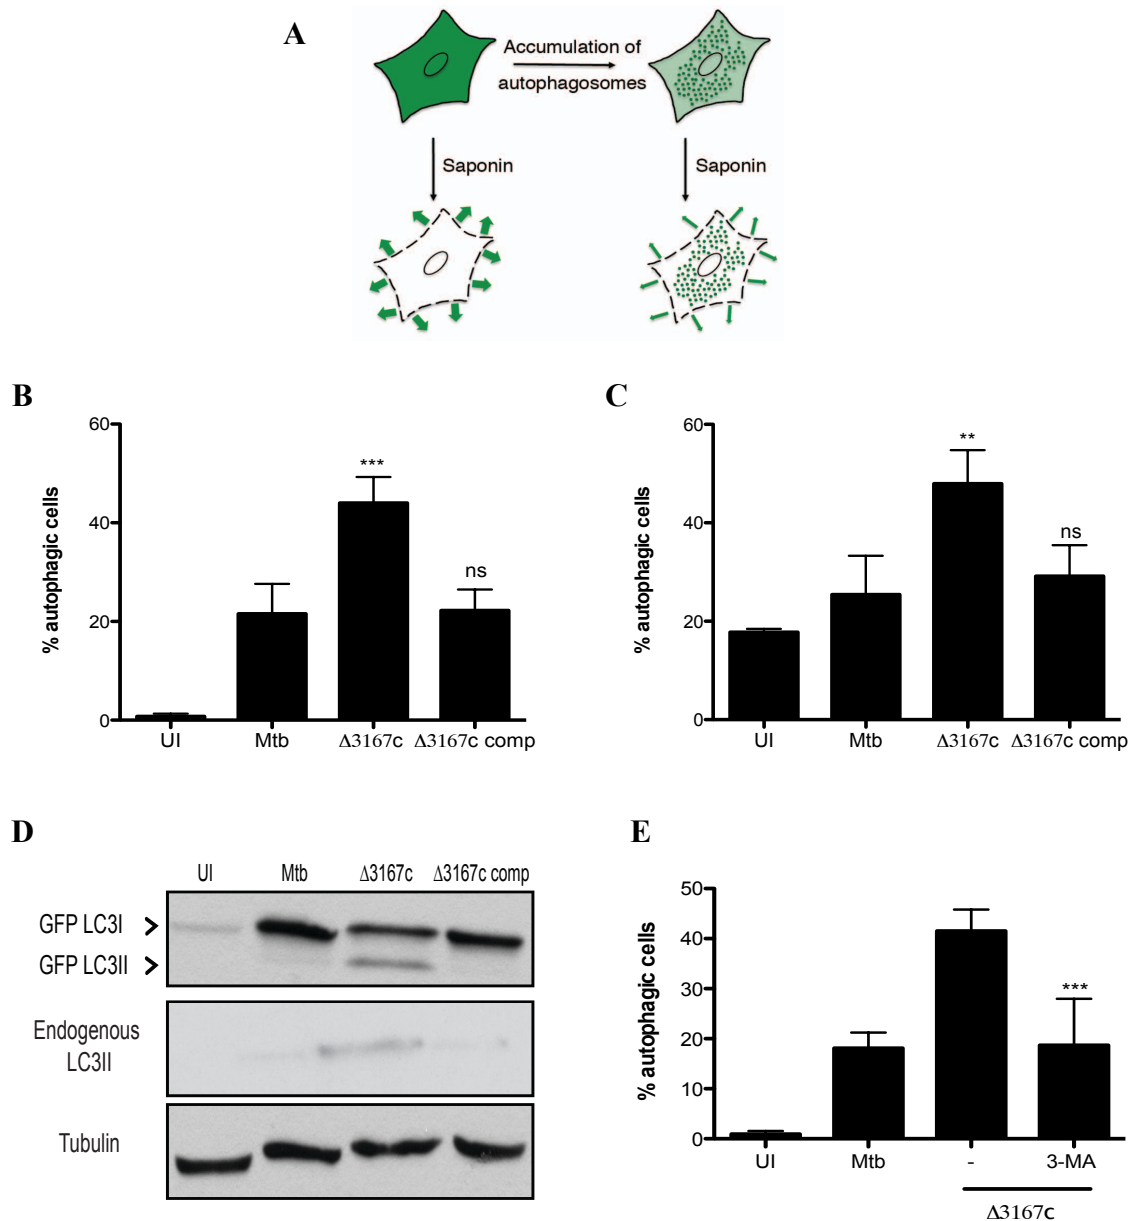 A
Accumulation of
autophagosomes
Saponin
Saponin
B
60
40
20
0
% autophagic cells
***
ns
UI
Mtb
Δ3167c
Δ3167c comp
C
60
40
20
0
% autophagic cells
**
ns
UI
Mtb
Δ3167c
Δ3167c comp
D
UI
Mtb
Δ3167c
Δ3167c comp
GFP LC3I
GFP LC3II
Endogenous
LC3II
Tubulin
E
50
40
30
20
10
0
% autophagic cells
***
UI
Mtb
-
3-MA
Δ3167c